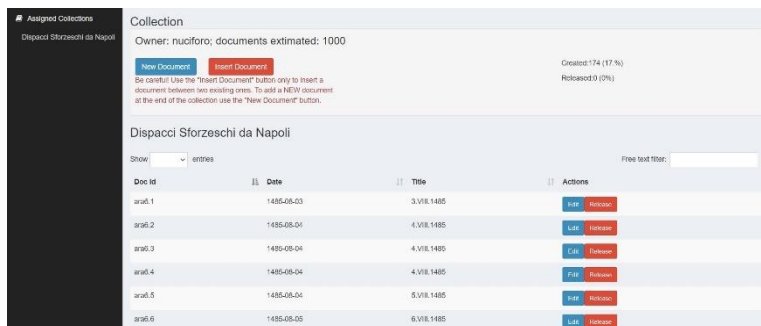 Assigned Collections
Dispacci Sforzeschi da Napoli
Collection
Owner: nuciforo; documents extimated: 1000
New Document
Insert Document
Be careful! Use the "Insert Document" button only to insert a
document between two existing ones. To add a NEW document
at the end of the collection use the "New Document" button.
Created:174 (17.%)
Released:0 (0%)
Dispacci Sforzeschi da Napoli
Show entries
Free text filter:
Doc Id Date Title Actions
ara6.1 1485-08-03 3.VIII.1485 Edit Release
ara6.2 1485-08-04 4.VIII.1485 Edit Release
ara6.3 1485-08-04 4.VIII.1485 Edit Release
ara6.4 1485-08-04 4.VIII.1485 Edit Release
ara6.5 1485-08-04 5.VIII.1485 Edit Release
ara6.6 1485-08-05 6.VIII.1485 Edit Release